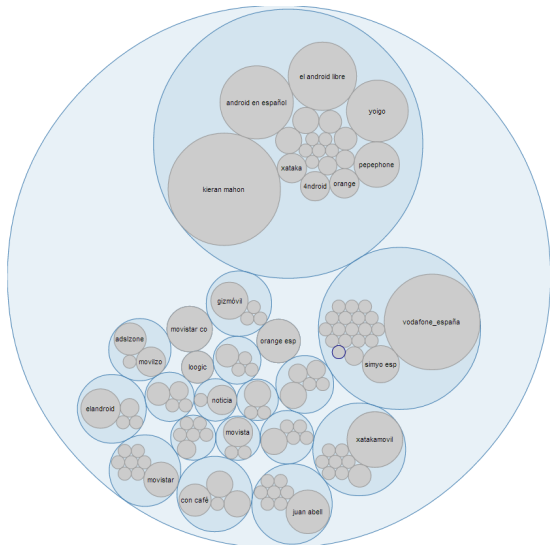 el android libre
android en español
yoigo
xataka
pepephone
4ndroid
orange
kieran mahon
gizmóvil
movistar co
adslzone
movilzo
orange esp
vodafone_españa
loogic
simyo esp
elandroid
noticia
movista
xatakamovil
movistar
con café
juan abell